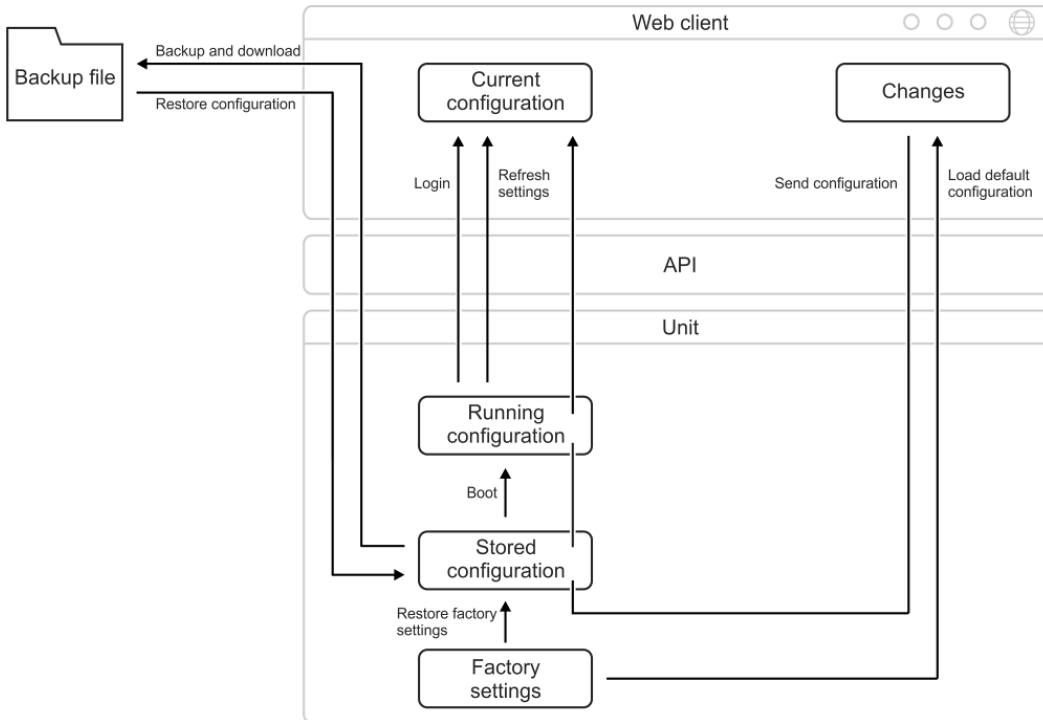 Web client
Backup and download
Backup file
Restore configuration
Current
configuration
Changes
Login
Refresh
settings
Send configuration
Load default
configuration
API
Unit
Running
configuration
Boot
Stored
configuration
Restore factory
settings
Factory
settings